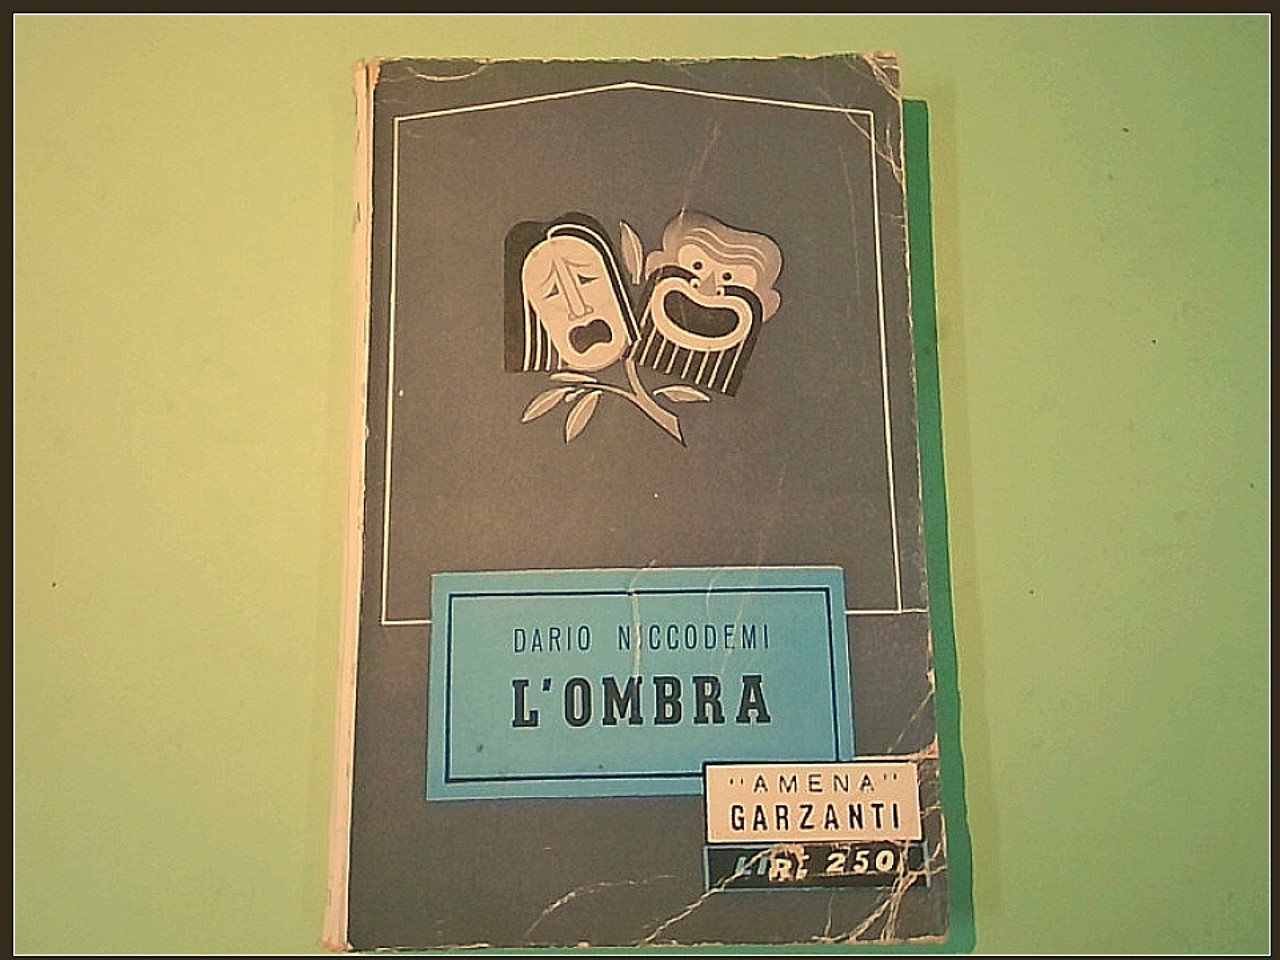 DARIO NICCODEMI
L'OMBRA
"AMENA"
GARZANTI
LIRE 250